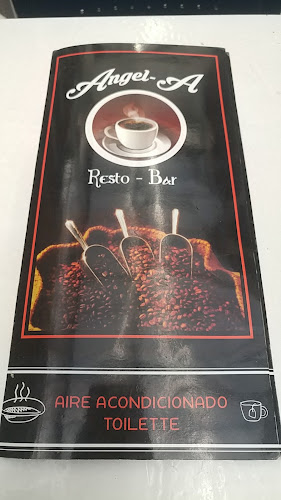 Angel-A
Resto - Bar
AIRE ACONDICIONADO
TOILETTE